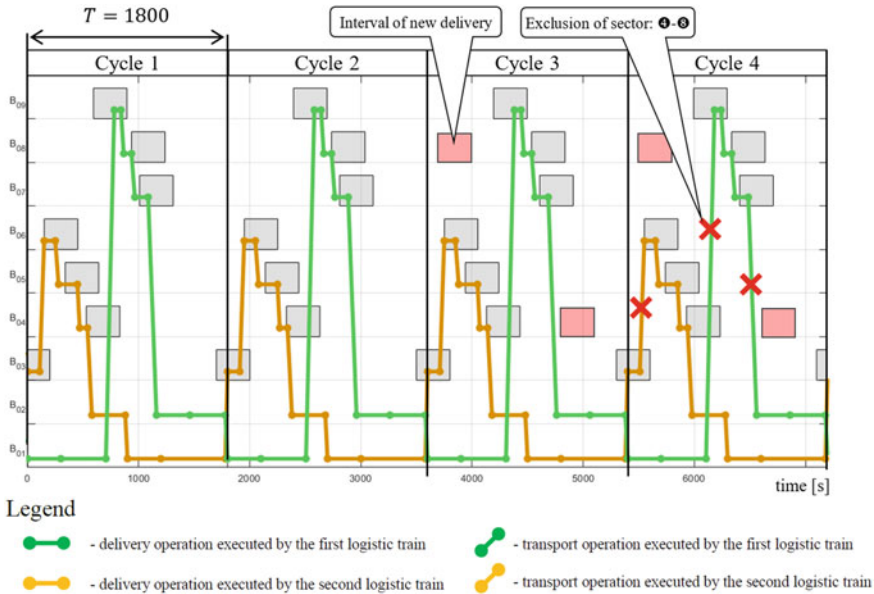 T = 1800
Interval of new delivery
Exclusion of sector: ❹-❽
Cycle 1 Cycle 2 Cycle 3 Cycle 4
B09
B08
B07
B06
B05
B04
B03
B02
B01
0 1000 2000 3000 4000 5000 6000
time [s]
Legend
- delivery operation executed by the first logistic train
- transport operation executed by the first logistic train
- delivery operation executed by the second logistic train
- transport operation executed by the second logistic train